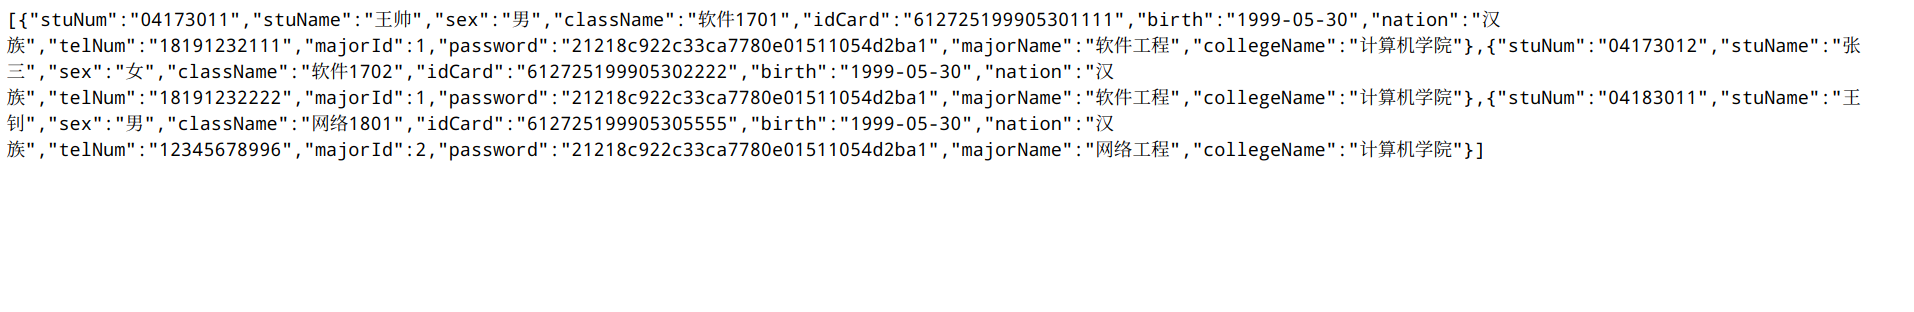 [{"stuNum":"04173011","stuName":"王帅","sex":"男","className":"软件1701","idCard":"612725199905301111","birth":"1999-05-30","nation":"汉
族","telNum":"18191232111","majorId":1,"password":"21218c922c33ca7780e01511054d2ba1","majorName":"软件工程","collegeName":"计算机学院"},{"stuNum":"04173012","stuName":"张
三","sex":"女","className":"软件1702","idCard":"612725199905302222","birth":"1999-05-30","nation":"汉
族","telNum":"18191232222","majorId":1,"password":"21218c922c33ca7780e01511054d2ba1","majorName":"软件工程","collegeName":"计算机学院"},{"stuNum":"04183011","stuName":"王
钊","sex":"男","className":"网络1801","idCard":"612725199905305555","birth":"1999-05-30","nation":"汉
族","telNum":"12345678996","majorId":2,"password":"21218c922c33ca7780e01511054d2ba1","majorName":"网络工程","collegeName":"计算机学院"}]